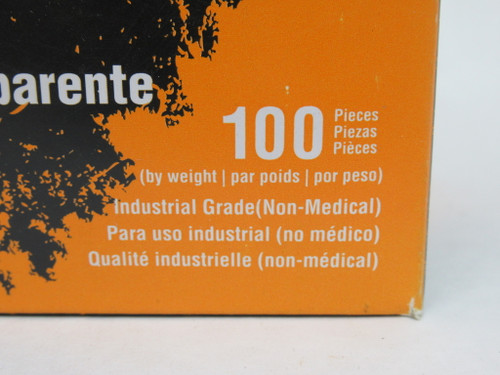 parente
100 Pieces
Piezas
Pièces
(by weight | par poids | por peso)
Industrial Grade(Non-Medical)
Para uso industrial (no médico)
Qualité industrielle (non-médical)